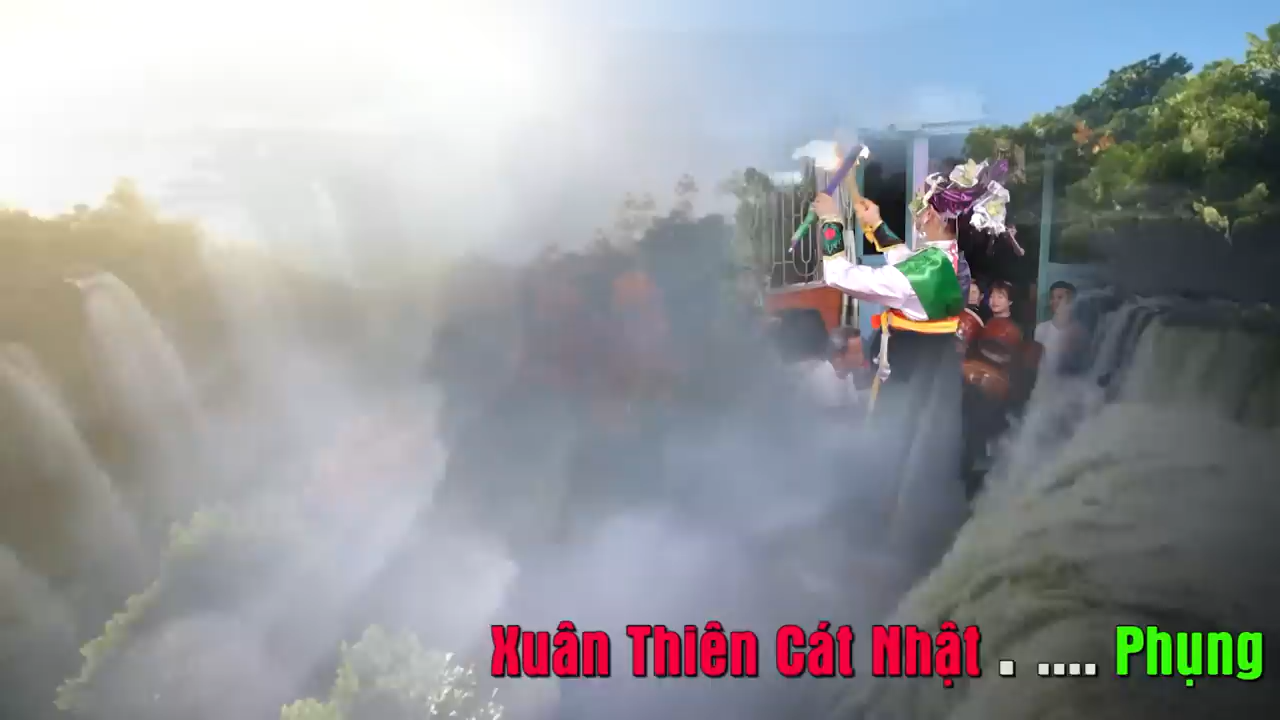 Xuân Thiên Cát Nhật . .... Phụng